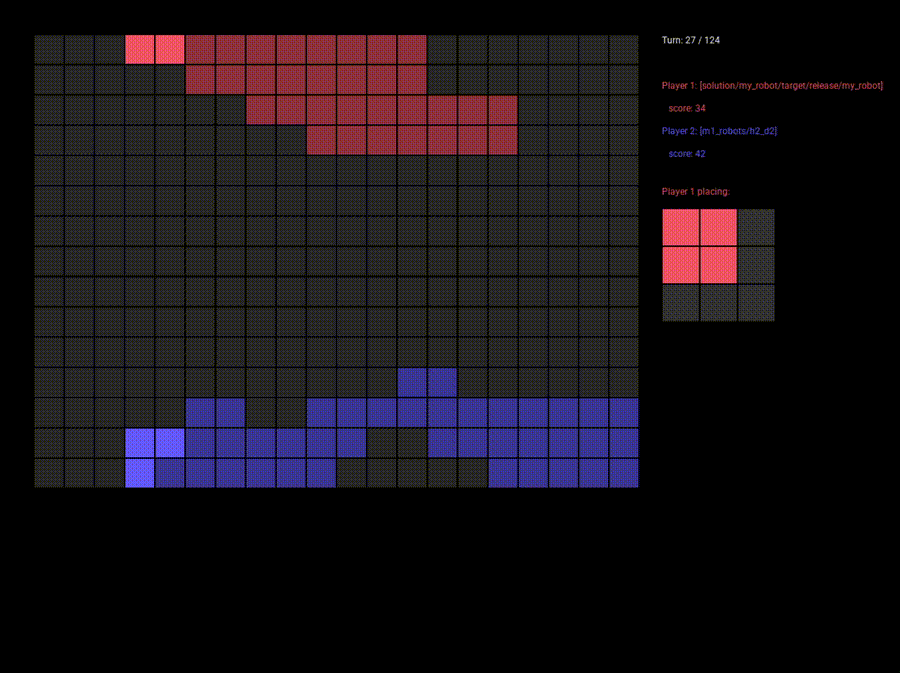 Turn: 27 / 124
Player 1: [solution/my_robot/target/release/my_robot]
score: 34
Player 2: [m1_robots/h2_d2]
score: 42
Player 1 placing: